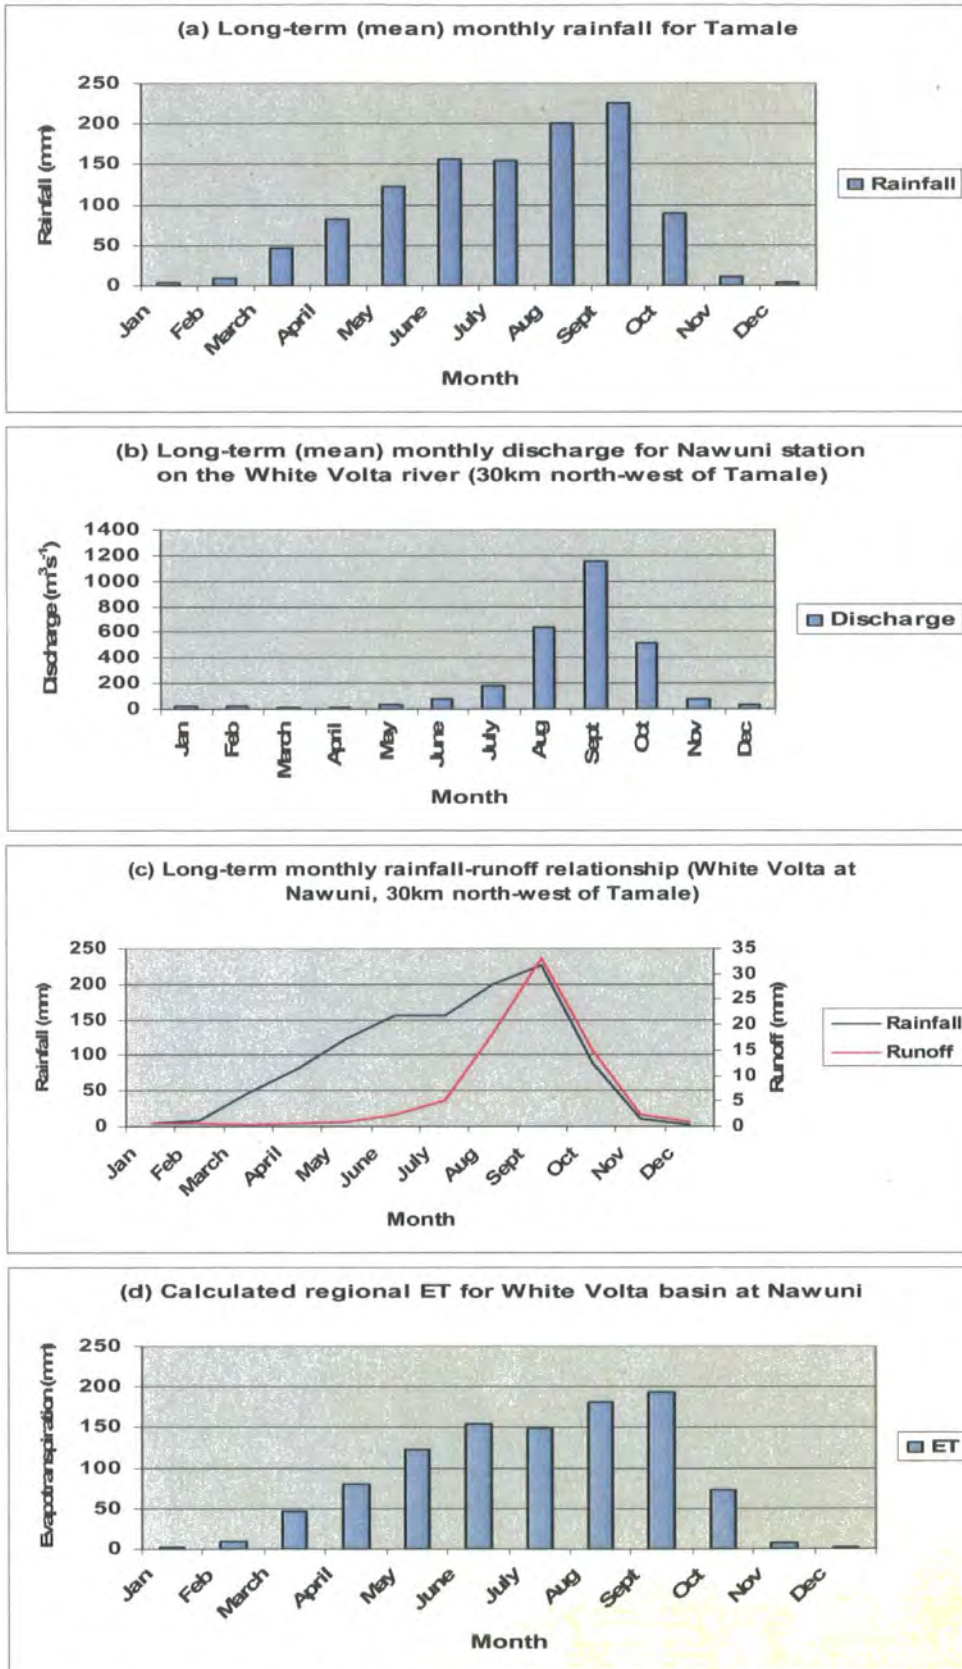 (a) Long-term (mean) monthly rainfall for Tamale
250
200
150
100
50
0
Rainfall (mm)
Jan
Feb
March
April
May
June
July
Aug
Sept
Oct
Nov
Dec
Month
Rainfall
(b) Long-term (mean) monthly discharge for Nawuni station
on the White Volta river (30km north-west of Tamale)
1400
1200
1000
800
600
400
200
0
Discharge (m³s⁻¹)
Jan
Feb
March
April
May
June
July
Aug
Sept
Oct
Nov
Dec
Month
Discharge
(c) Long-term monthly rainfall-runoff relationship (White Volta at
Nawuni, 30km north-west of Tamale)
250
200
150
100
50
0
Rainfall (mm)
35
30
25
20
15
10
5
0
Runoff (mm)
Jan
Feb
March
April
May
June
July
Aug
Sept
Oct
Nov
Dec
Month
Rainfall
Runoff
(d) Calculated regional ET for White Volta basin at Nawuni
250
200
150
100
50
0
Evapotranspiration (mm)
Jan
Feb
March
April
May
June
July
Aug
Sept
Oct
Nov
Dec
Month
ET